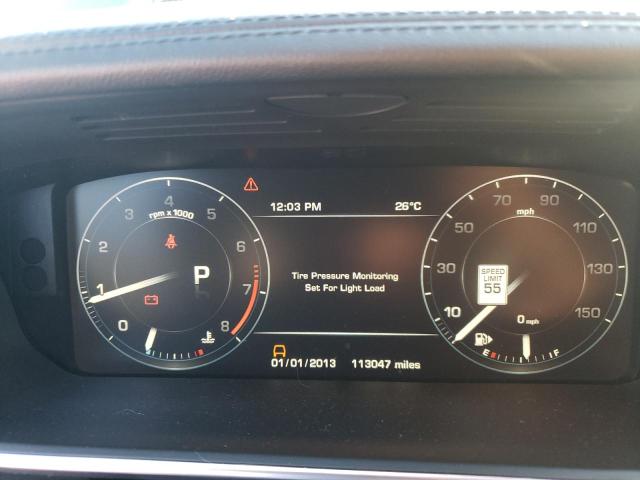 12:03 PM 26°C
Tire Pressure Monitoring
Set For Light Load
01/01/2013 113047 miles
rpm x 1000
0 1 2 3 4 5 6 7 8
P
mph
10 30 50 70 90 110 130 150
SPEED
LIMIT
55
0 mph
E F